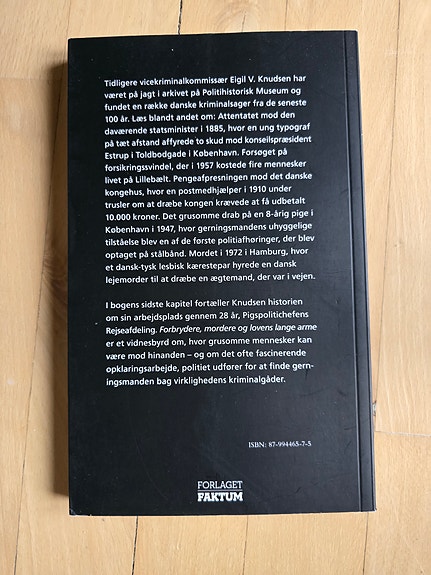 Tidligere vicekriminalkommissær Eigil V. Knudsen har
været på jagt i arkivet på Politihistorisk Museum og
fundet en række danske kriminalsager fra de seneste
100 år. Læs blandt andet om: Attentatet mod den
daværende statsminister i 1885, hvor en ung typograf
på tæt afstand affyrede to skud mod konseilspræsident
Estrup i Toldbodgade i København. Forsøget på
forsikringssvindel, der i 1957 kostede fire mennesker
livet på Lillebælt. Pengeafpresningen mod det danske
kongehus, hvor en postmedhjælper i 1910 under
trusler om at dræbe kongen krævede at få udbetalt
10.000 kroner. Det grusomme drab på en 8-årig pige i
København i 1947, hvor gerningsmandens uhyggelige
tilståelse blev en af de første politiafhøringer, der blev
optaget på stålbånd. Mordet i 1972 i Hamburg, hvor
et dansk-tysk lesbisk kærestepar hyrede en dansk
lejemorder til at dræbe en ægtemand, der var i vejen.
I bogens sidste kapitel fortæller Knudsen historien
om sin arbejdsplads gennem 28 år, Pigspolitichefens
Rejseafdeling. Forbrydere, mordere og lovens lange arme
er et vidnesbyrd om, hvor grusomme mennesker kan
være mod hinanden – og om det ofte fascinerende
opklaringsarbejde, politiet udfører for at finde gern-
ingsmanden bag virklighedens kriminalgåder.
ISBN: 87-994465-7-5
FORLAGET
FAKTUM